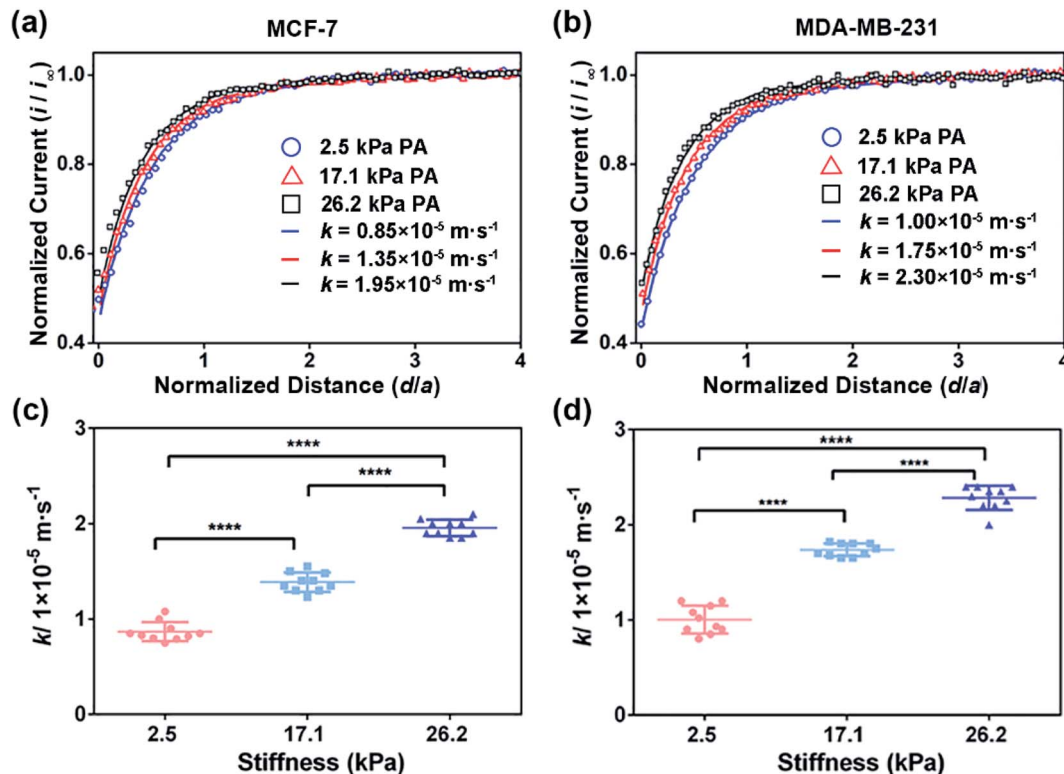 (a)
MCF-7
Normalized Current (i / i∞)
1.0
0.8
0.6
0.4
2.5 kPa PA
17.1 kPa PA
26.2 kPa PA
k = 0.85×10⁻⁵ m·s⁻¹
k = 1.35×10⁻⁵ m·s⁻¹
k = 1.95×10⁻⁵ m·s⁻¹
0 1 2 3 4
Normalized Distance (d/a)
(b)
MDA-MB-231
Normalized Current (i / i∞)
1.0
0.8
0.6
0.4
2.5 kPa PA
17.1 kPa PA
26.2 kPa PA
k = 1.00×10⁻⁵ m·s⁻¹
k = 1.75×10⁻⁵ m·s⁻¹
k = 2.30×10⁻⁵ m·s⁻¹
0 1 2 3 4
Normalized Distance (d/a)
(c)
k/ 1×10⁻⁵ m·s⁻¹
3
2
1
0
****
****
****
2.5 17.1 26.2
Stiffness (kPa)
(d)
k/ 1×10⁻⁵ m·s⁻¹
3
2
1
0
****
****
****
2.5 17.1 26.2
Stiffness (kPa)